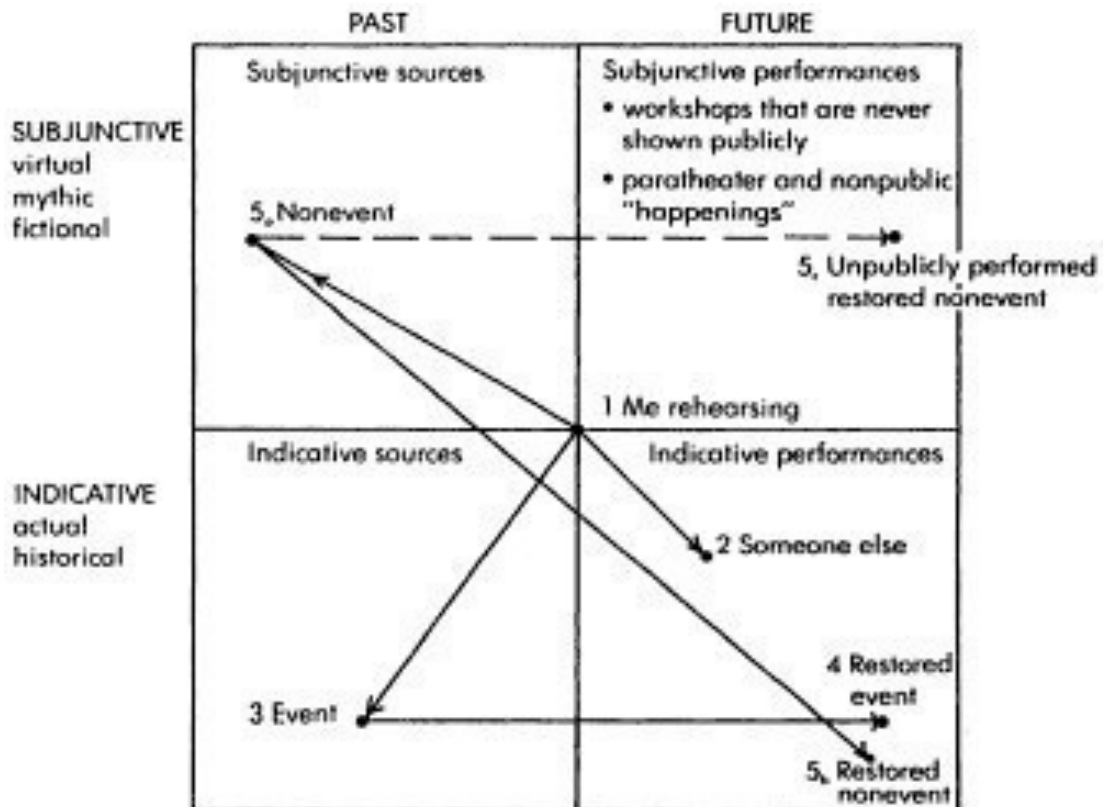 PAST
FUTURE
Subjunctive sources
Subjunctive performances
• workshops that are never
shown publicly
• paratheater and nonpublic
"happenings"
SUBJUNCTIVE
virtual
mythic
fictional
5ₐ Nonevent
5꜀ Unpublicly performed
restored nonevent
1 Me rehearsing
Indicative sources
Indicative performances
INDICATIVE
actual
historical
2 Someone else
4 Restored
event
3 Event
5b Restored
nonevent